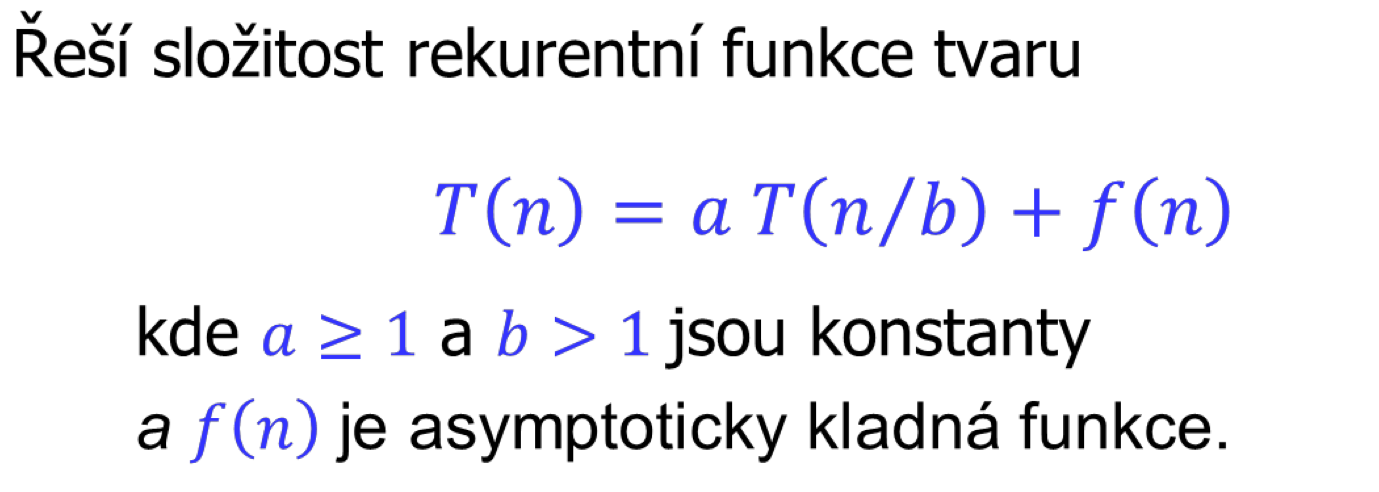 Řeší složitost rekurentní funkce tvaru
T(n) = a T(n/b) + f(n)
kde a ≥ 1 a b > 1 jsou konstanty
a f(n) je asymptoticky kladná funkce.